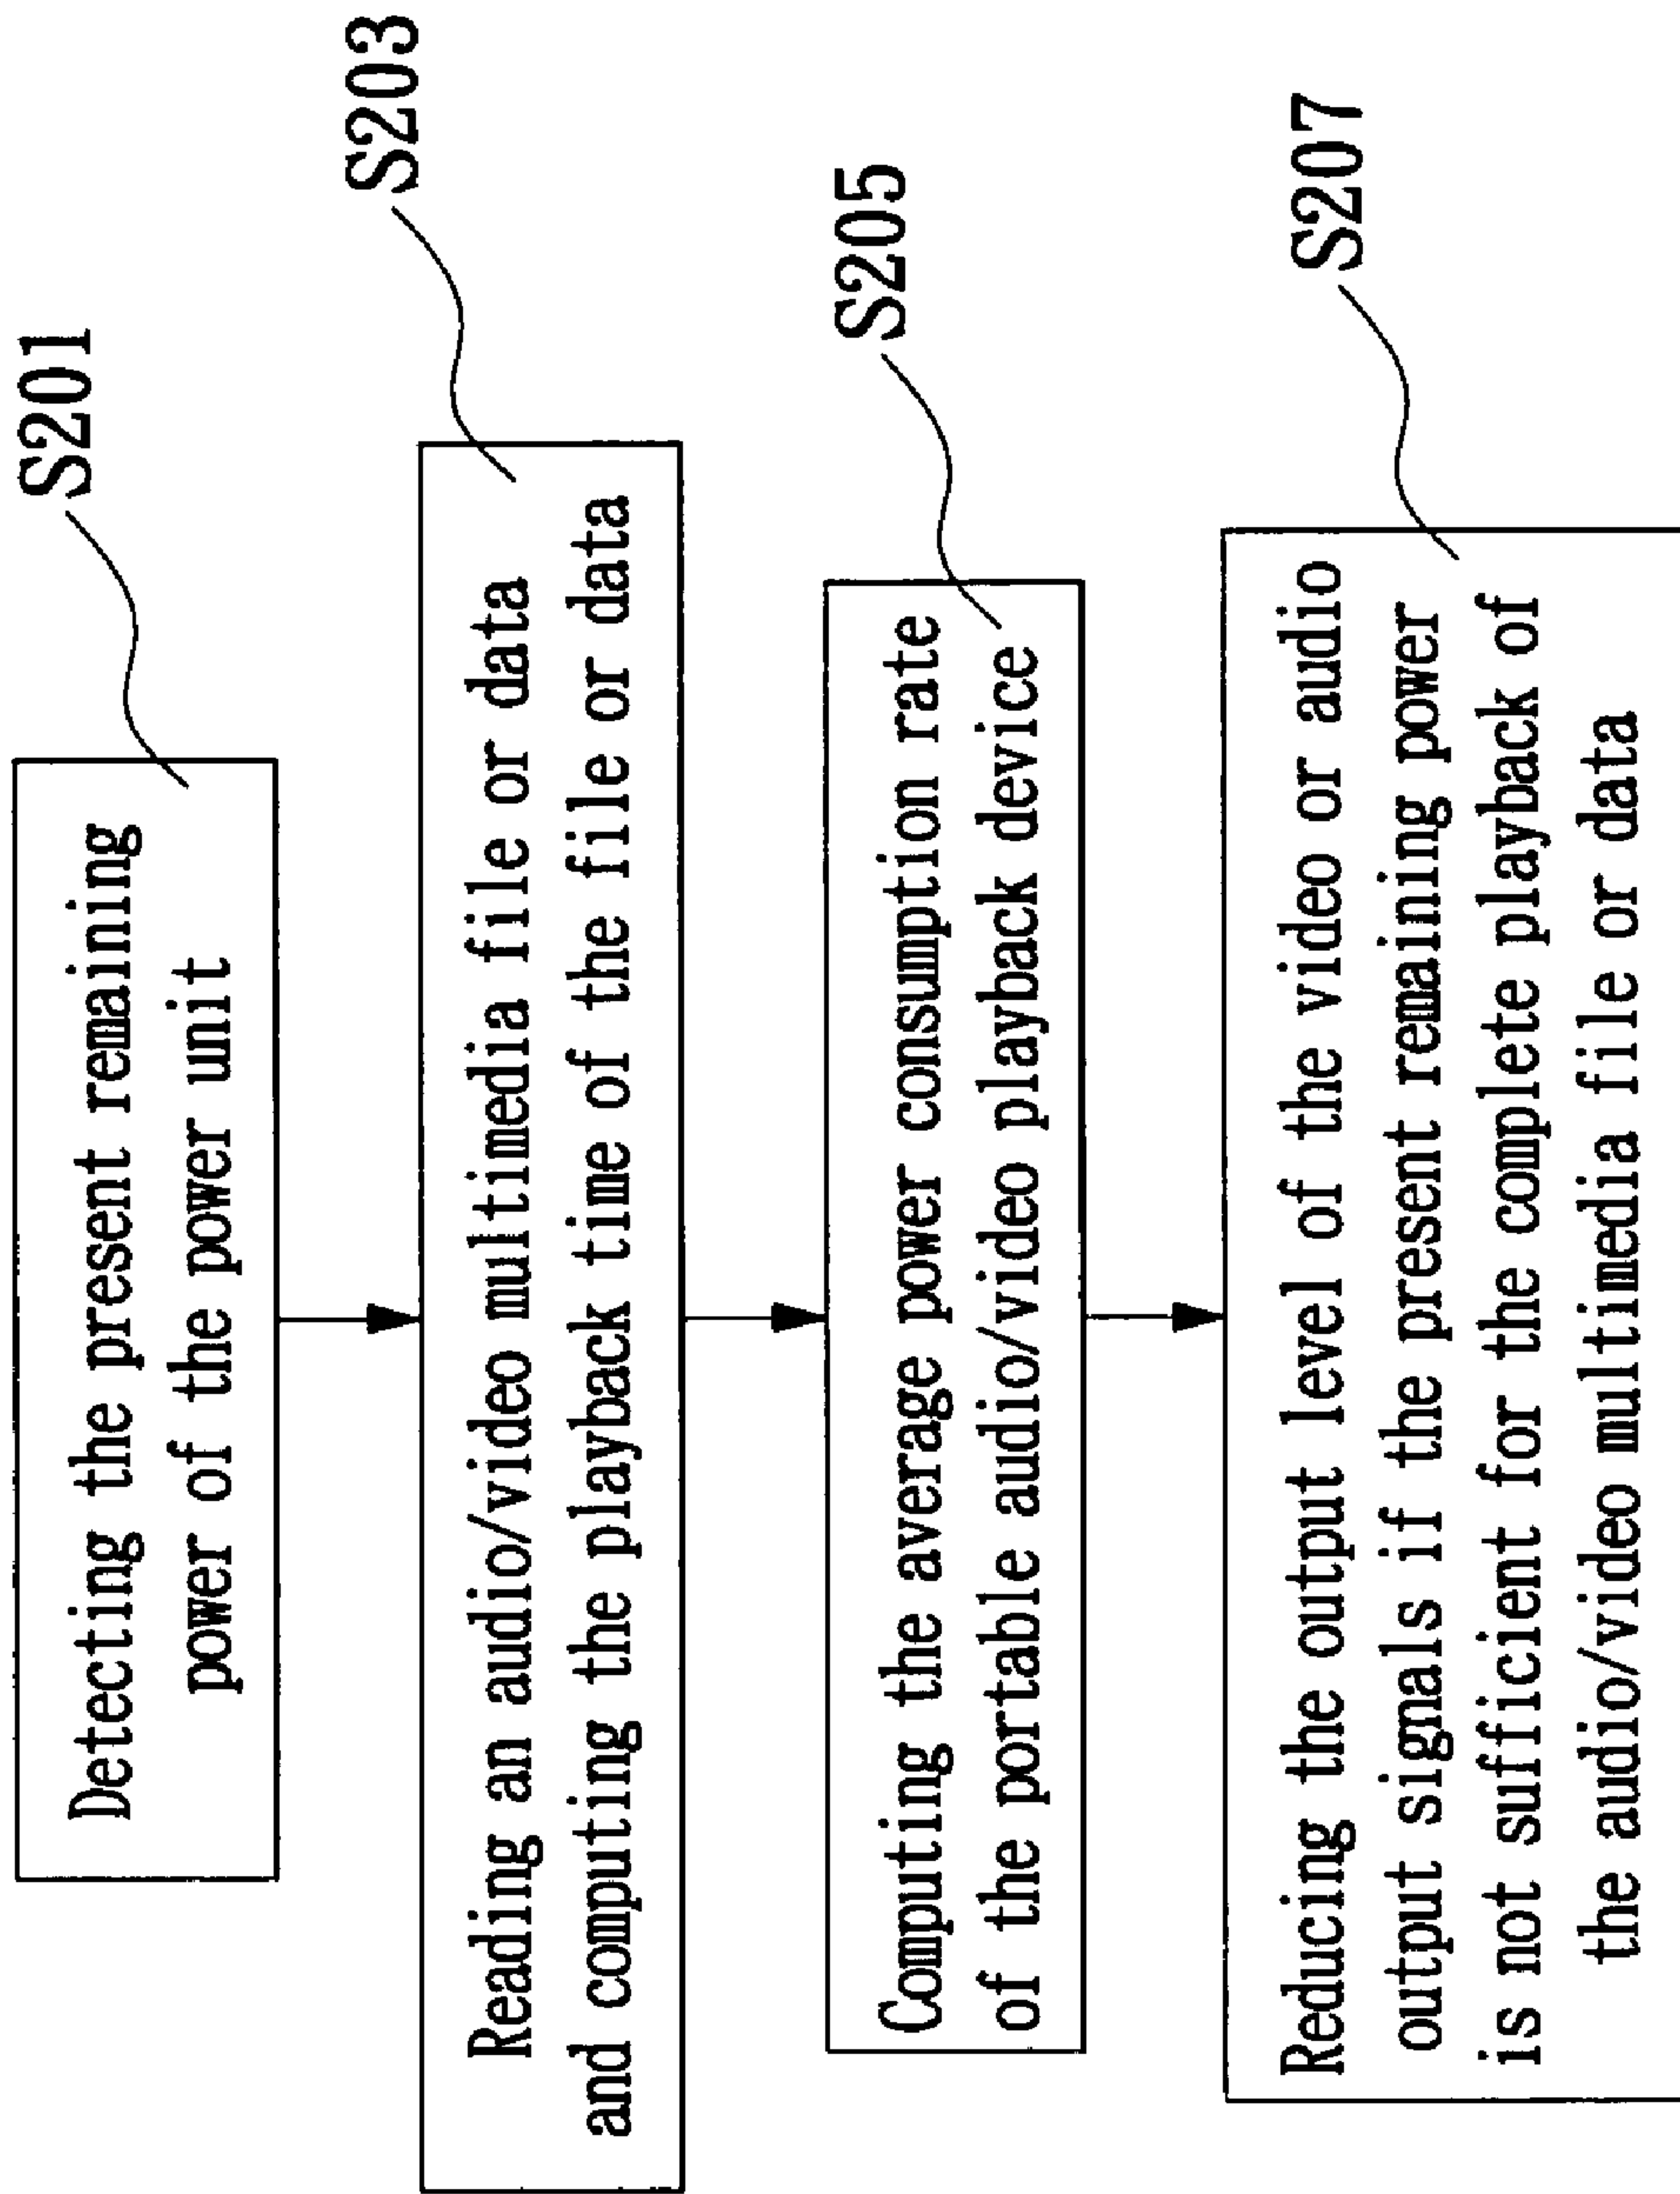 S201
Detecting the present remaining
power of the power unit
S203
Reading an audio/video multimedia file or data
and computing the playback time of the file or data
S205
Computing the average power consumption rate
of the portable audio/video playback device
S207
Reducing the output level of the video or audio
output signals if the present remaining power
is not sufficient for the complete playback of
the audio/video multimedia file or data